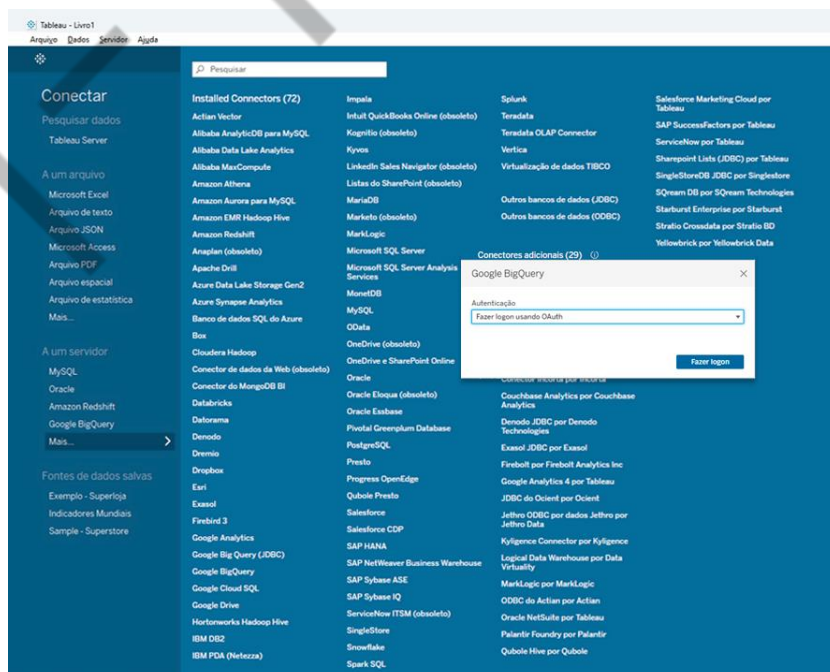 Tableau - Livro1
Arquivo Dados Servidor Ajuda
Pesquisar
Conectar
Pesquisar dados
Tableau Server
A um arquivo
Microsoft Excel
Arquivo de texto
Arquivo JSON
Microsoft Access
Arquivo PDF
Arquivo espacial
Arquivo de estatística
Mais...
A um servidor
MySQL
Oracle
Amazon Redshift
Google BigQuery
Mais...
Fontes de dados salvas
Exemplo - Superloja
Indicadores Mundiais
Sample - Superstore
Installed Connectors (72)
Actian Vector
Alibaba AnalyticDB para MySQL
Alibaba Data Lake Analytics
Alibaba MaxCompute
Amazon Athena
Amazon Aurora para MySQL
Amazon EMR Hadoop Hive
Amazon Redshift
Anaplan (obsoleto)
Apache Drill
Azure Data Lake Storage Gen2
Azure Synapse Analytics
Banco de dados SQL do Azure
Box
Cloudera Hadoop
Conector de dados da Web (obsoleto)
Conector do MongoDB BI
Databricks
Datorama
Denodo
Dremio
Dropbox
Esri
Exasol
Firebird 3
Google Analytics
Google Big Query (JDBC)
Google BigQuery
Google Cloud SQL
Google Drive
Hortonworks Hadoop Hive
IBM DB2
IBM PDA (Netezza)
Impala
Intuit QuickBooks Online (obsoleto)
Kognitio (obsoleto)
Kyvos
LinkedIn Sales Navigator (obsoleto)
Listas do SharePoint (obsoleto)
MariaDB
Marketo (obsoleto)
MarkLogic
Microsoft SQL Server
Microsoft SQL Server Analysis
Services
MonetDB
MySQL
OData
OneDrive (obsoleto)
OneDrive e SharePoint Online
Oracle
Oracle Eloqua (obsoleto)
Oracle Essbase
Pivotal Greenplum Database
PostgreSQL
Presto
Progress OpenEdge
Qubole Presto
Salesforce
Salesforce CDP
SAP HANA
SAP NetWeaver Business Warehouse
SAP Sybase ASE
SAP Sybase IQ
ServiceNow ITSM (obsoleto)
SingleStore
Snowflake
Spark SQL
Splunk
Teradata
Teradata OLAP Connector
Vertica
Virtualização de dados TIBCO
Outros bancos de dados (JDBC)
Outros bancos de dados (ODBC)
Conectores adicionais (29)
Google BigQuery
Autenticação
Fazer logon usando OAuth
Fazer logon
Conector Incorta por Incorta
Couchbase Analytics por Couchbase
Analytics
Denodo JDBC por Denodo
Technologies
Exasol JDBC por Exasol
Firebolt por Firebolt Analytics Inc
Google Analytics 4 por Tableau
JDBC do Ocient por Ocient
Jethro ODBC por dados Jethro por
Jethro Data
Kyligence Connector por Kyligence
Logical Data Warehouse por Data
Virtuality
MarkLogic por MarkLogic
ODBC do Actian por Actian
Oracle NetSuite por Tableau
Palantir Foundry por Palantir
Qubole Hive por Qubole
Salesforce Marketing Cloud por
Tableau
SAP SuccessFactors por Tableau
ServiceNow por Tableau
Sharepoint Lists (JDBC) por Tableau
SingleStoreDB JDBC por Singlestore
SQream DB por SQream Technologies
Starburst Enterprise por Starburst
Stratio Crossdata por Stratio BD
Yellowbrick por Yellowbrick Data